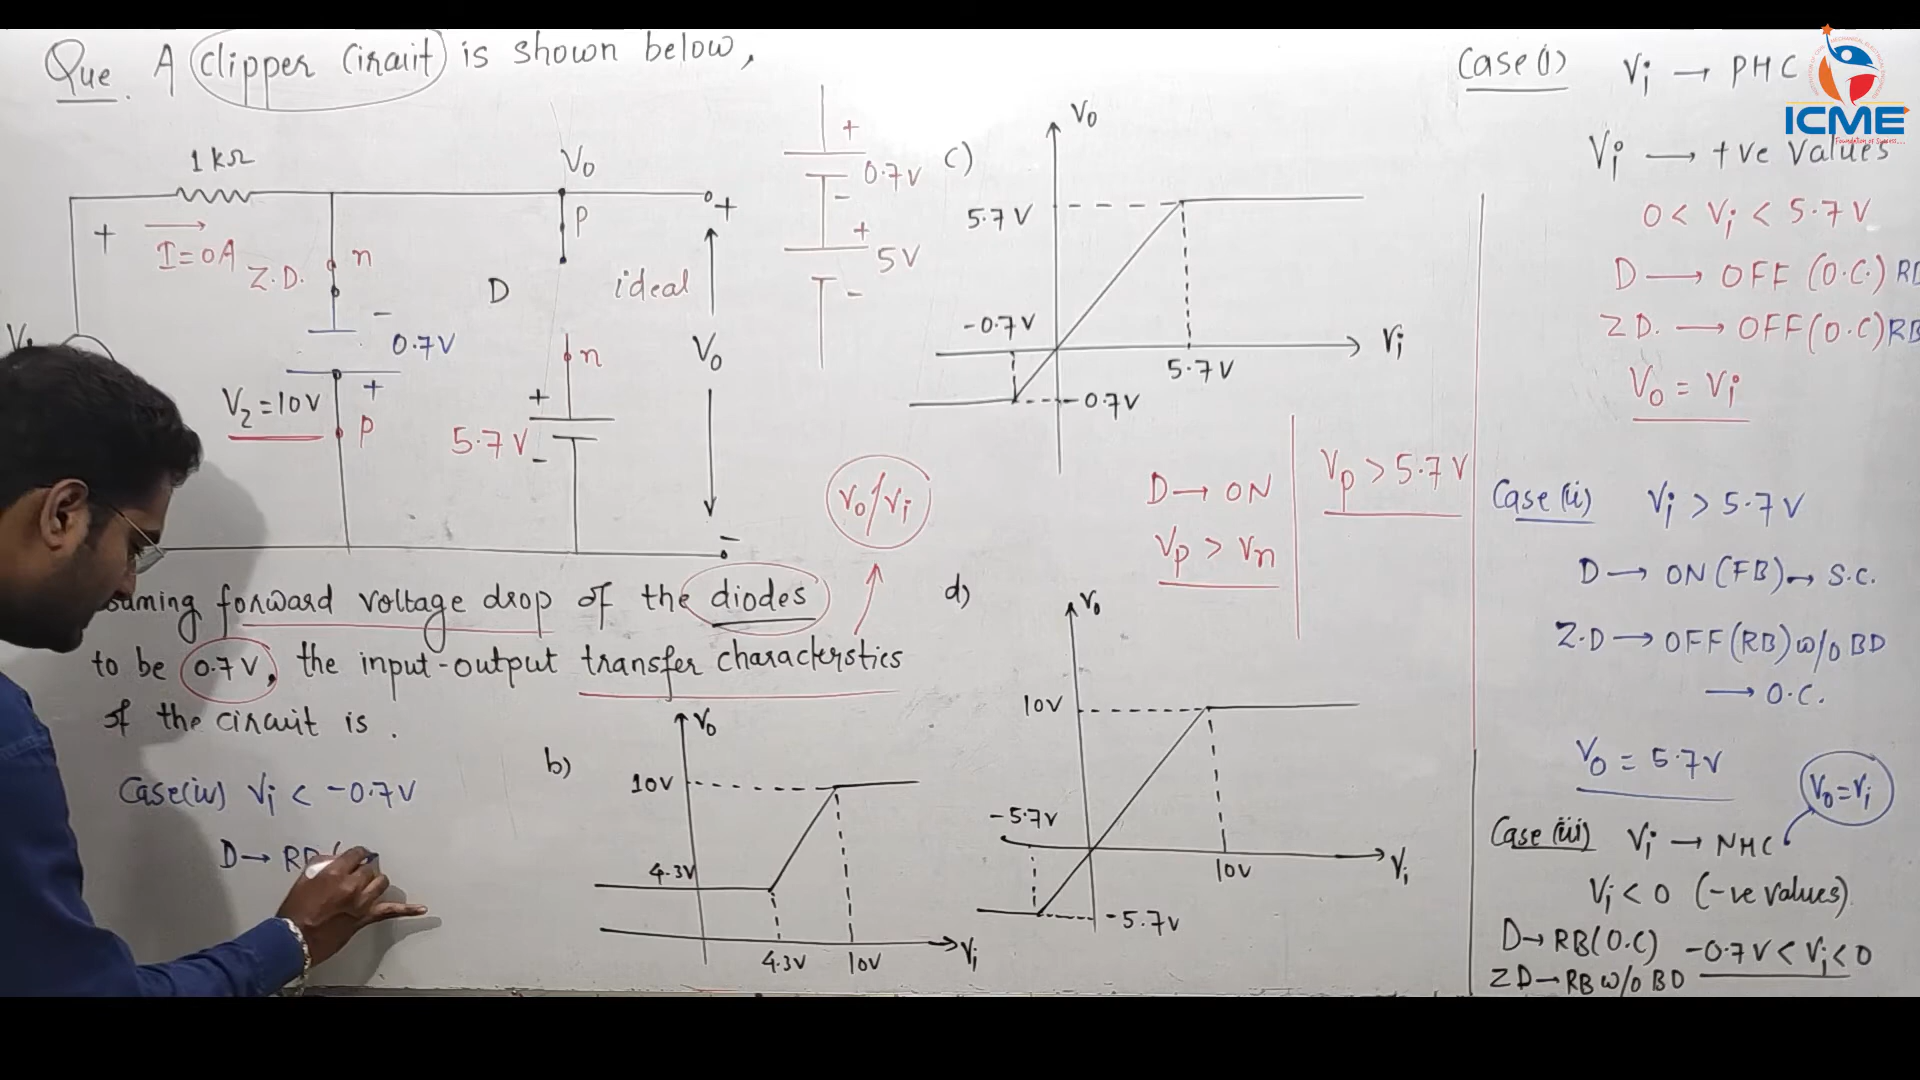 Que. A clipper Circuit is shown below,
1kΩ
Vo
+
I=0A
Z.D.
n
-
0.7V
+
V2=10V
p
p
D
ideal
n
+
5.7V
-
+
Vo
-
+
0.7V
-
+
5V
-
forward voltage drop of the diodes
to be 0.7V, the input-output transfer characterstics
of the circuit is .
Vo/Vi
Case(iv) Vi < -0.7V
D→
b)
Vo
10V
4.3V
4.3V
10V
Vi
c)
Vo
5.7V
-0.7V
5.7V
Vi
-0.7V
D→ON
Vp > Vn
Vp > 5.7V
d)
Vo
10V
-5.7V
10V
Vi
-5.7V
Case(i) Vi → PHC
ICME
Vi → +ve values
0 < Vi < 5.7V
D → OFF (O.C.)
Z D. → OFF(O.C)
Vo = Vi
Case(ii) Vi > 5.7V
D → ON(FB) → S.C.
Z.D → OFF(RB) w/o BD
→ O.C.
Vo = 5.7V
Vo=Vi
Case(iii) Vi → NHC
Vi < 0 (-ve values)
D→RB(O.C) -0.7V < Vi < 0
ZD→RB w/o BD